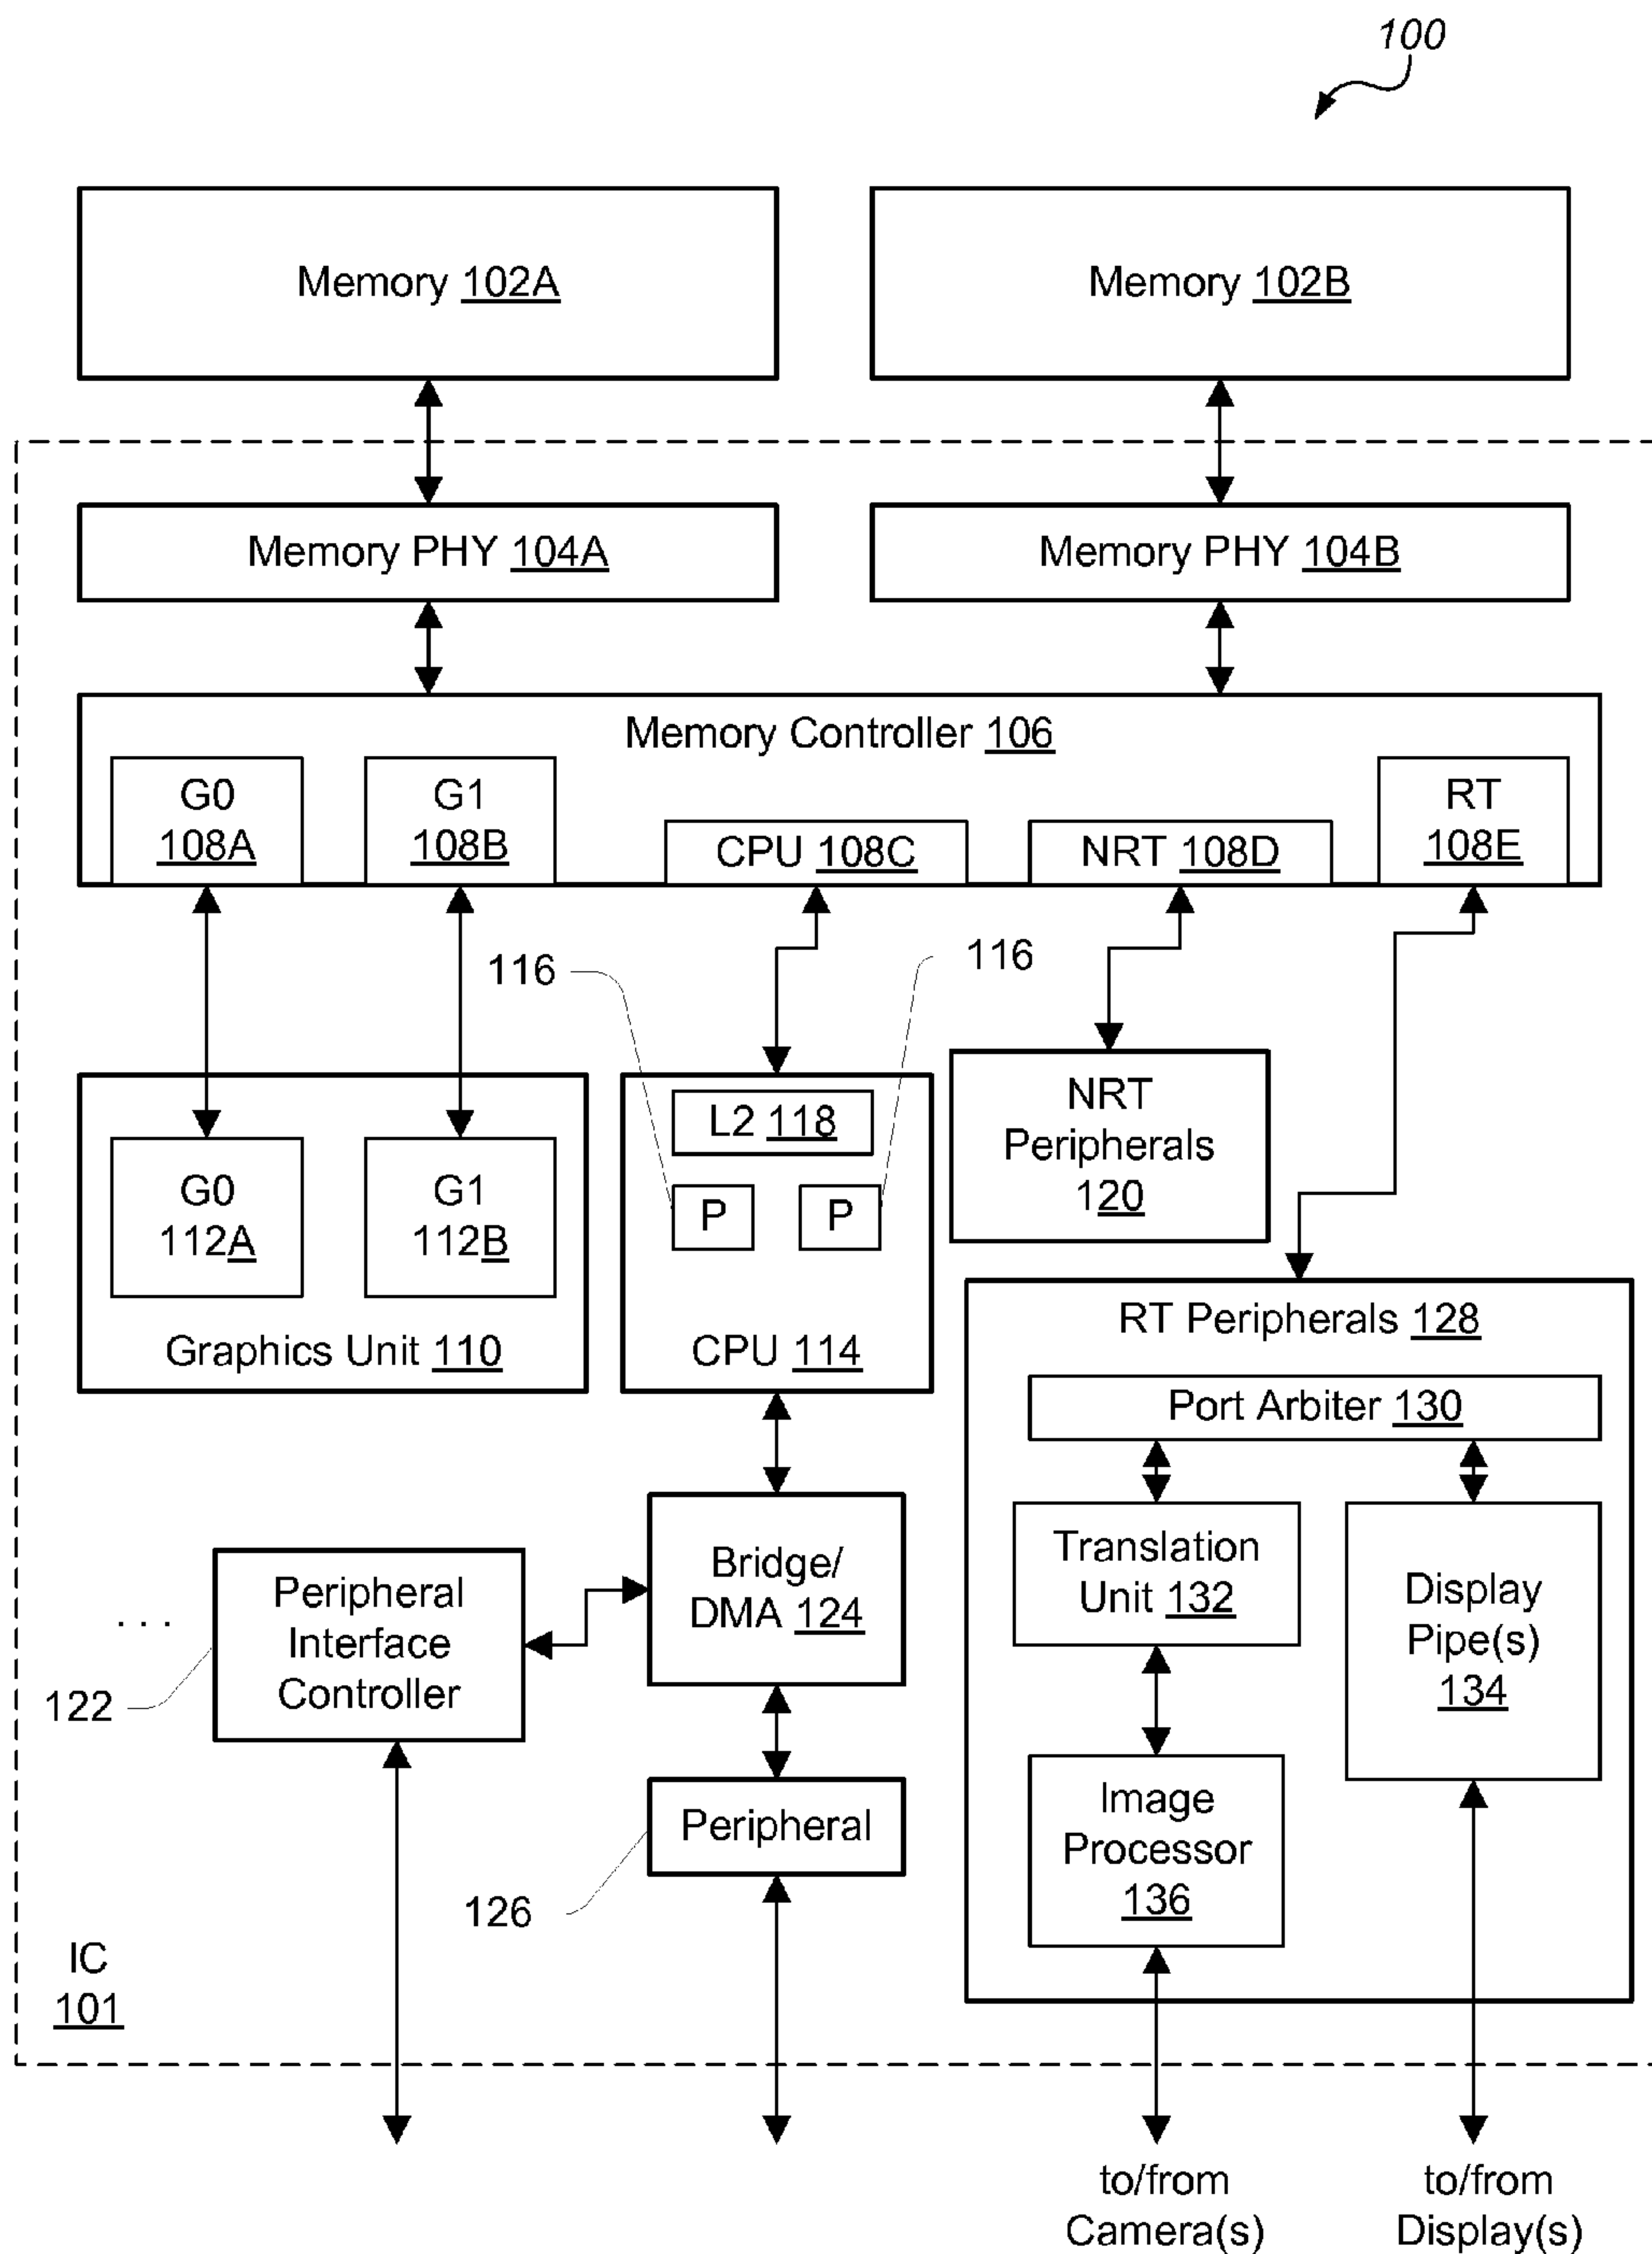 100
Memory 102A
Memory 102B
Memory PHY 104A
Memory PHY 104B
Memory Controller 106
G0
108A
G1
108B
CPU 108C
NRT 108D
RT
108E
116
116
G0
112A
G1
112B
Graphics Unit 110
L2 118
P
P
CPU 114
NRT
Peripherals
120
RT Peripherals 128
Port Arbiter 130
Translation
Unit 132
Display
Pipe(s)
134
Image
Processor
136
Bridge/
DMA 124
Peripheral
Interface
Controller
. . .
122
Peripheral
126
IC
101
to/from
Camera(s)
to/from
Display(s)